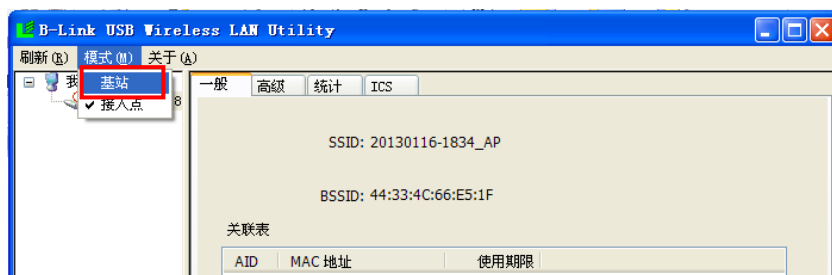 B-Link USB Wireless LAN Utility
刷新(R) 模式(M) 关于(A)
我
基站
接入点
8
一般 高级 统计 ICS
SSID: 20130116-1834_AP
BSSID: 44:33:4C:66:E5:1F
关联表
AID MAC 地址 使用期限